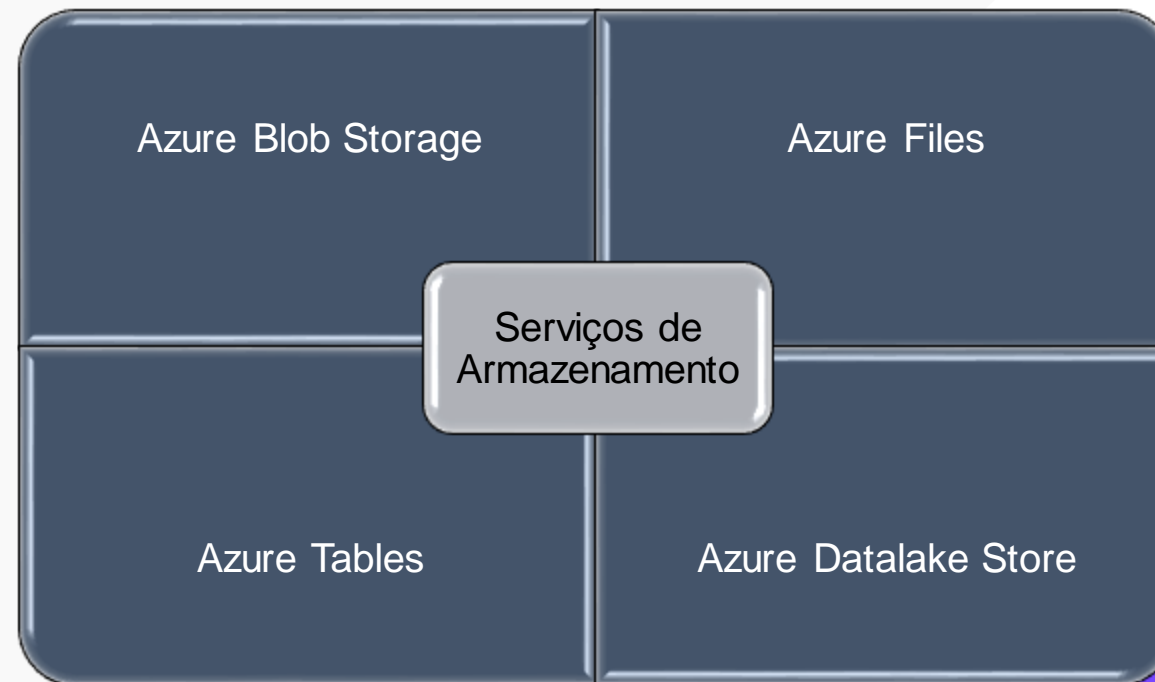 Azure Blob Storage
Azure Files
Serviços de
Armazenamento
Azure Tables
Azure Datalake Store